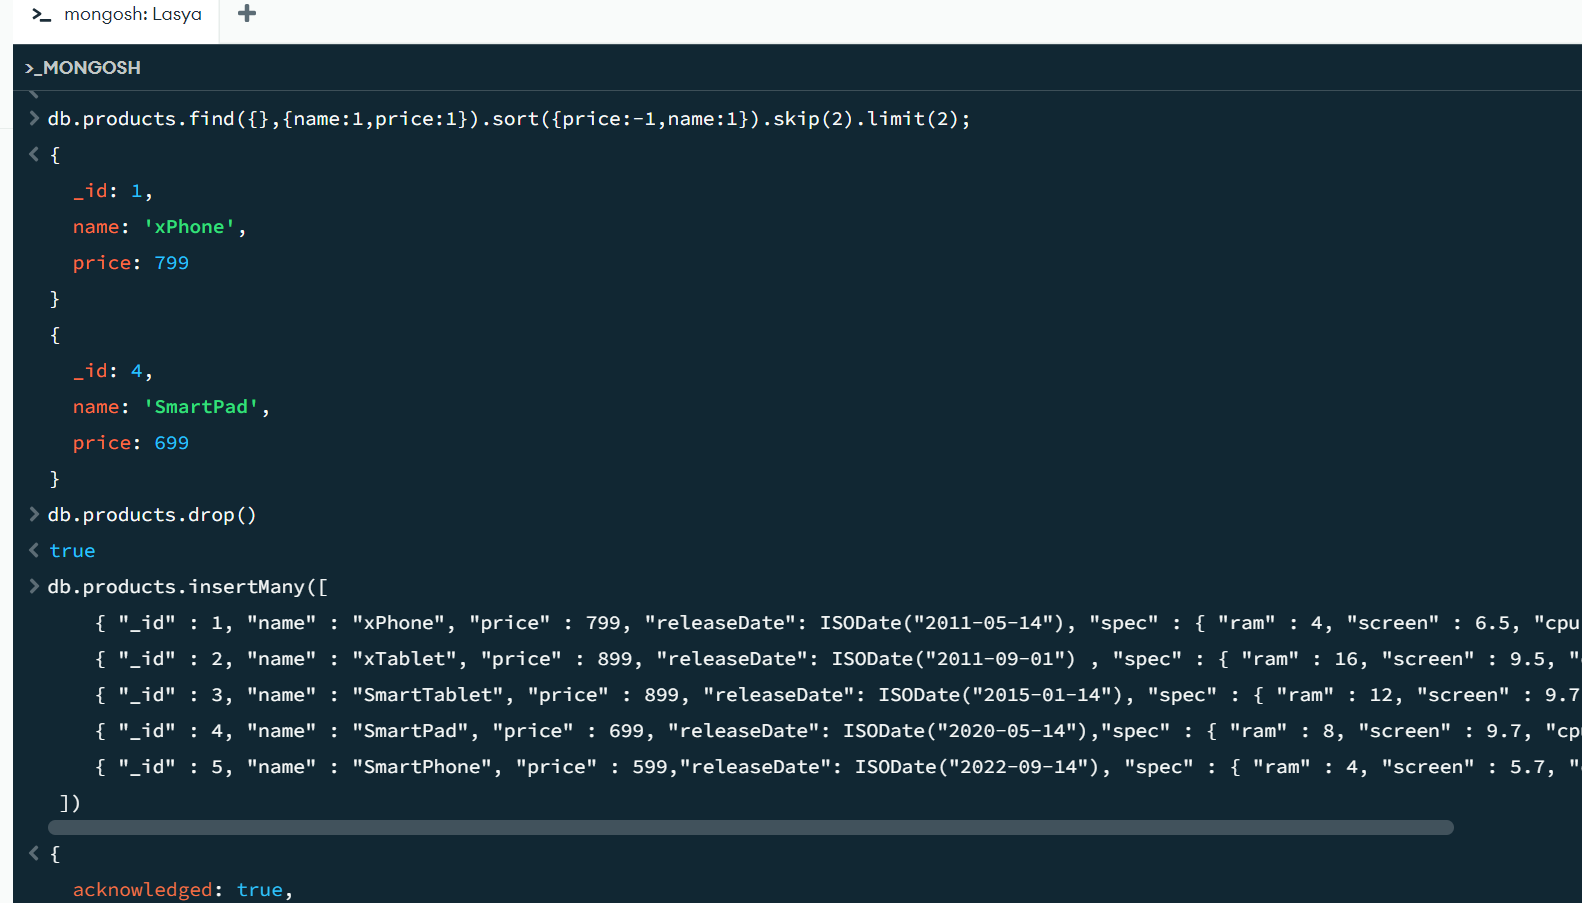 >_ mongosh: Lasya +
>_MONGOSH
> db.products.find({},{name:1,price:1}).sort({price:-1,name:1}).skip(2).limit(2);
< {
_id: 1,
name: 'xPhone',
price: 799
}
{
_id: 4,
name: 'SmartPad',
price: 699
}
> db.products.drop()
< true
> db.products.insertMany([
{ "_id" : 1, "name" : "xPhone", "price" : 799, "releaseDate": ISODate("2011-05-14"), "spec" : { "ram" : 4, "screen" : 6.5, "cpu
{ "_id" : 2, "name" : "xTablet", "price" : 899, "releaseDate": ISODate("2011-09-01") , "spec" : { "ram" : 16, "screen" : 9.5, "
{ "_id" : 3, "name" : "SmartTablet", "price" : 899, "releaseDate": ISODate("2015-01-14"), "spec" : { "ram" : 12, "screen" : 9.7
{ "_id" : 4, "name" : "SmartPad", "price" : 699, "releaseDate": ISODate("2020-05-14"),"spec" : { "ram" : 8, "screen" : 9.7, "cp
{ "_id" : 5, "name" : "SmartPhone", "price" : 599,"releaseDate": ISODate("2022-09-14"), "spec" : { "ram" : 4, "screen" : 5.7, "
])
< {
acknowledged: true,